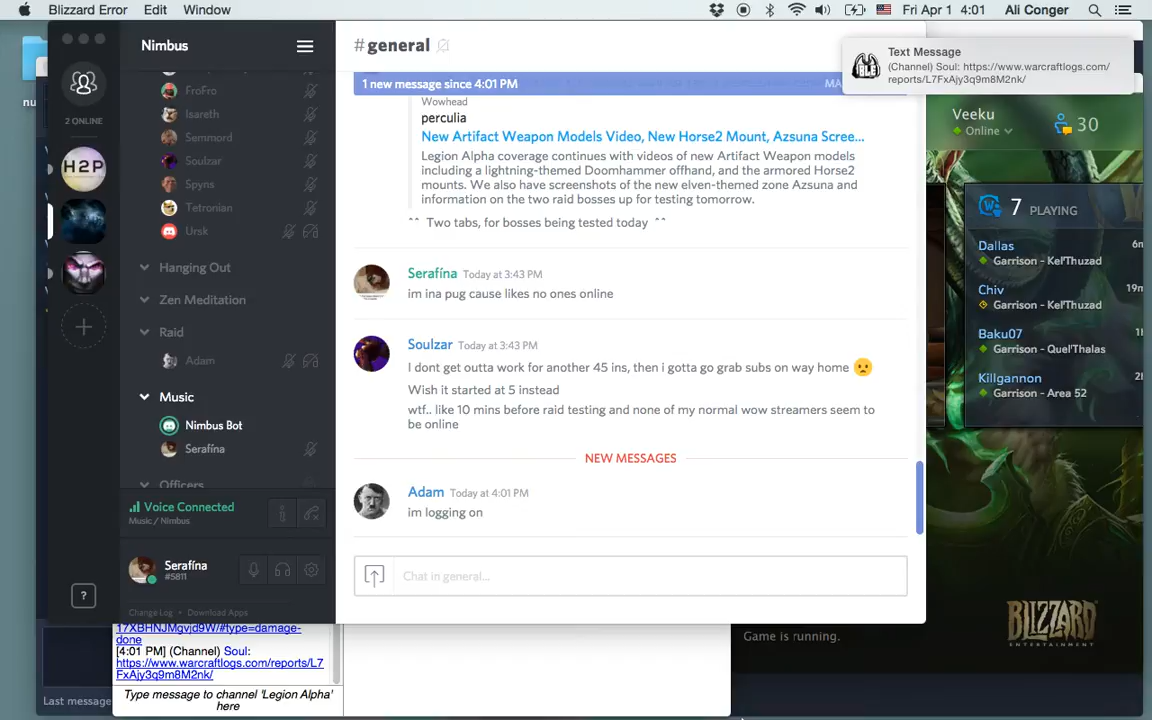 Blizzard Error Edit Window
Fri Apr 1 4:01 Ali Conger
2 ONLINE
H2P
?
Nimbus
FroFro
Isareth
Semmord
Soulzar
Spyns
Tetronian
Ursk
Hanging Out
Zen Meditation
Raid
Adam
Music
Nimbus Bot
Serafína
Officers
Voice Connected
Music / Nimbus
Serafína
#5811
Change Log • Download Apps
#general
1 new message since 4:01 PM
Wowhead
perculia
New Artifact Weapon Models Video, New Horse2 Mount, Azsuna Scree...
Legion Alpha coverage continues with videos of new Artifact Weapon models
including a lightning-themed Doomhammer offhand, and the armored Horse2
mounts. We also have screenshots of the new elven-themed zone Azsuna and
information on the two raid bosses up for testing tomorrow.
^^ Two tabs, for bosses being tested today ^^
Serafína Today at 3:43 PM
im ina pug cause likes no ones online
Soulzar Today at 3:43 PM
I dont get outta work for another 45 ins, then i gotta go grab subs on way home
Wish it started at 5 instead
wtf.. like 10 mins before raid testing and none of my normal wow streamers seem to
be online
NEW MESSAGES
Adam Today at 4:01 PM
im logging on
Chat in general...
Text Message
(Channel) Soul: https://www.warcraftlogs.com/
reports/L7FxAjy3q9m8M2nk/
BLE
Veeku
Online
30
7 PLAYING
Dallas
Garrison - Kel'Thuzad
Chiv
19m
Garrison - Kel'Thuzad
Baku07
Garrison - Quel'Thalas
Killgannon
Garrison - Area 52
BLIZZARD
ENTERTAINMENT
Game is running.
17XBHNJMgvjd9W/#type=damage-
done
[4:01 PM] (Channel) Soul:
https://www.warcraftlogs.com/reports/L7
FxAjy3q9m8M2nk/
Type message to channel 'Legion Alpha'
here
Last message